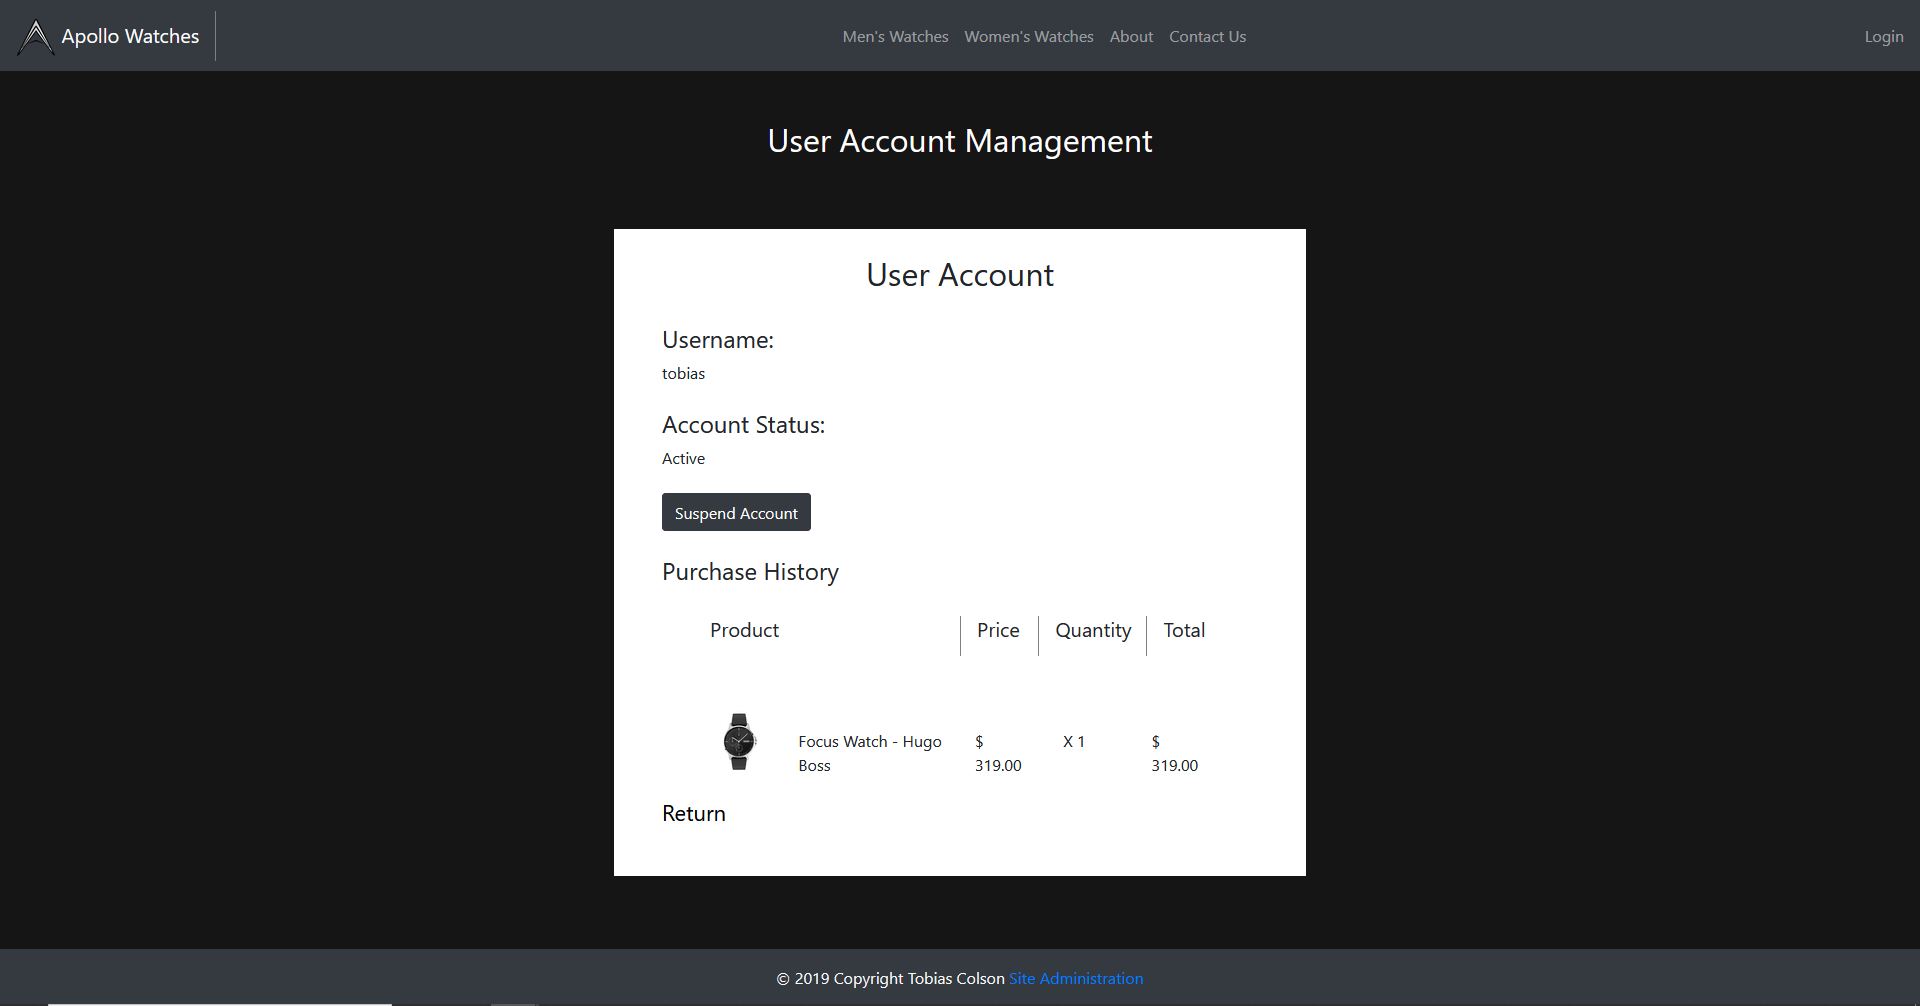 Apollo Watches
Men's Watches Women's Watches About Contact Us
Login
User Account Management
User Account
Username:
tobias
Account Status:
Active
Suspend Account
Purchase History
Product Price Quantity Total
Focus Watch - Hugo $ X 1 $
Boss 319.00 319.00
Return
© 2019 Copyright Tobias Colson Site Administration